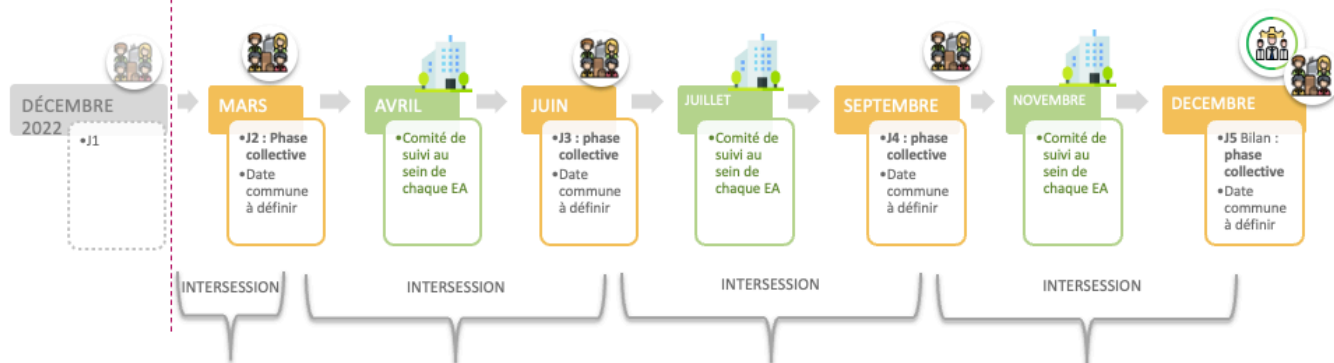 DÉCEMBRE
2022
•J1
MARS
•J2 : Phase
collective
•Date
commune
à définir
AVRIL
•Comité de
suivi au
sein de
chaque EA
JUIN
•J3 : phase
collective
•Date
commune
à définir
JUILLET
•Comité de
suivi au
sein de
chaque EA
SEPTEMBRE
•J4 : phase
collective
•Date
commune
à définir
NOVEMBRE
•Comité de
suivi au
sein de
chaque EA
DECEMBRE
•J5 Bilan :
phase
collective
•Date
commune
à définir
INTERSESSION
INTERSESSION
INTERSESSION
INTERSESSION